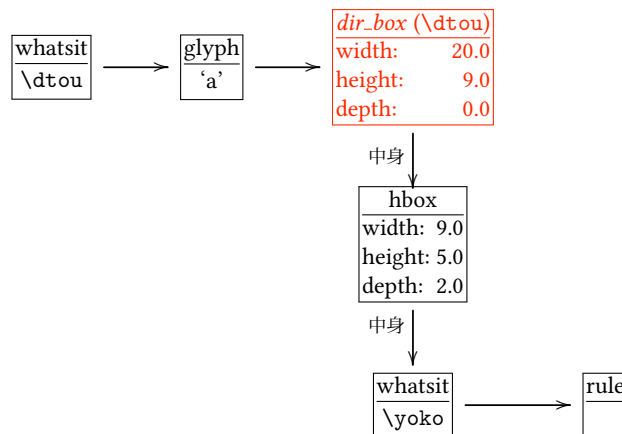 whatsit
\dtou
glyph
‘a’
dir_box (\dtou)
width: 20.0
height: 9.0
depth: 0.0
中身
hbox
width: 9.0
height: 5.0
depth: 2.0
中身
whatsit
\yoko
rule